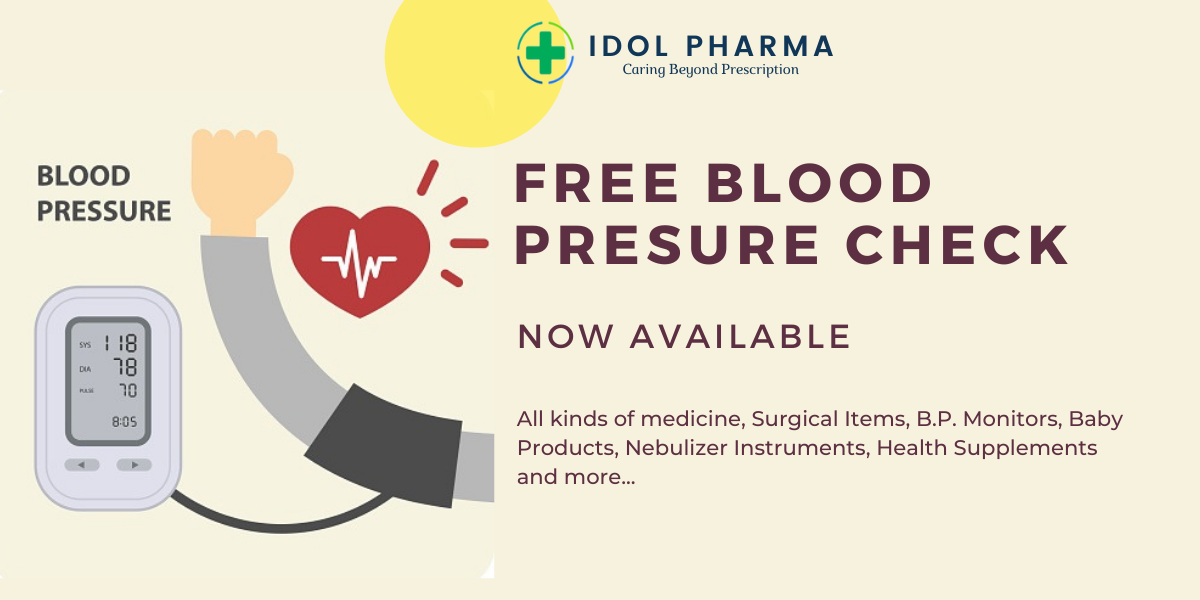 IDOL PHARMA
Caring Beyond Prescription
BLOOD
PRESSURE
SYS 118
DIA 78
PULSE 70
8:05
FREE BLOOD
PRESURE CHECK
NOW AVAILABLE
All kinds of medicine, Surgical Items, B.P. Monitors, Baby
Products, Nebulizer Instruments, Health Supplements
and more...